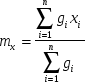 m_x = \frac{\sum_{i=1}^{n} g_i x_i}{\sum_{i=1}^{n} g_i}